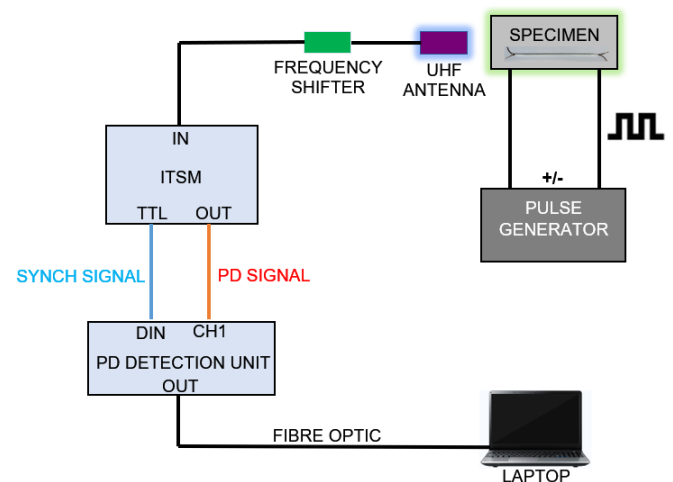 SPECIMEN
FREQUENCY
SHIFTER
UHF
ANTENNA
IN
ITSM
TTL OUT
+/-
PULSE
GENERATOR
SYNCH SIGNAL
PD SIGNAL
DIN CH1
PD DETECTION UNIT
OUT
FIBRE OPTIC
LAPTOP